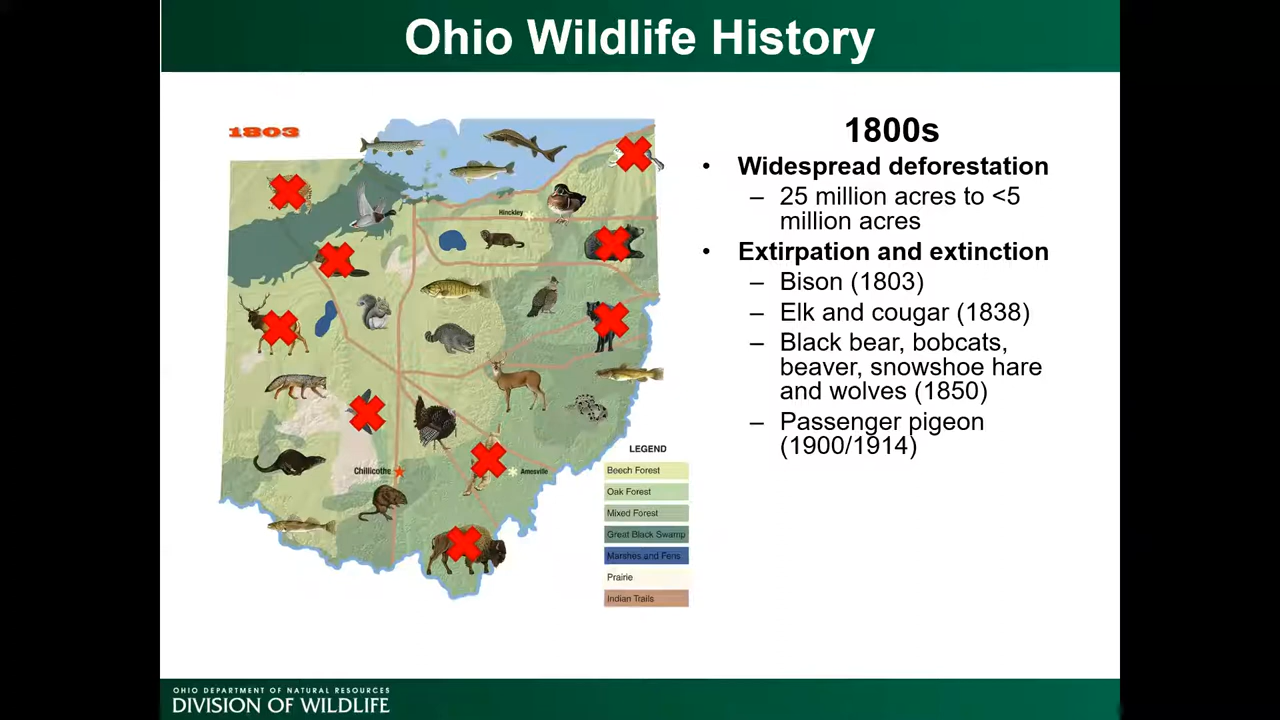 Ohio Wildlife History
1803
Hinckley
Chillicothe
Amesville
LEGEND
Beech Forest
Oak Forest
Mixed Forest
Great Black Swamp
Marshes and Fens
Prairie
Indian Trails
1800s
• Widespread deforestation
– 25 million acres to <5
million acres
• Extirpation and extinction
– Bison (1803)
– Elk and cougar (1838)
– Black bear, bobcats,
beaver, snowshoe hare
and wolves (1850)
– Passenger pigeon
(1900/1914)
OHIO DEPARTMENT OF NATURAL RESOURCES
DIVISION OF WILDLIFE